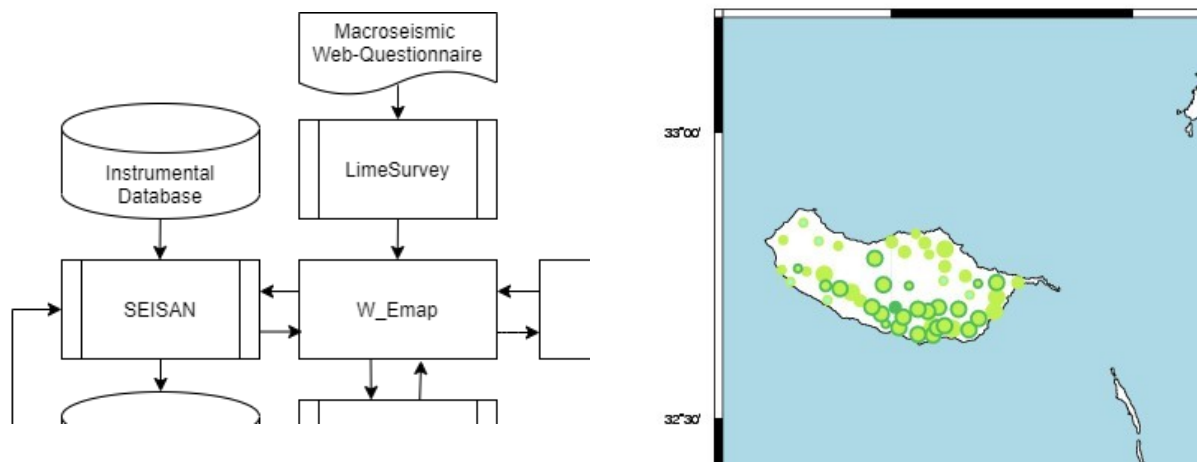 Macroseismic
Web-Questionnaire
Instrumental
Database
LimeSurvey
SEISAN
W_Emap
33°00'
32°30'